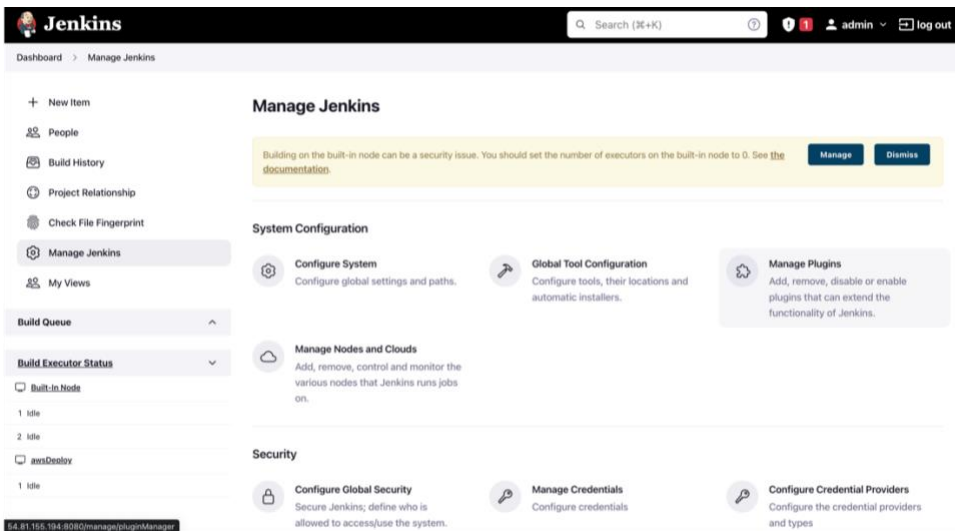 Jenkins
Search (⌘+K)
1
admin
log out
Dashboard > Manage Jenkins
New Item
People
Build History
Project Relationship
Check File Fingerprint
Manage Jenkins
My Views
Build Queue
Build Executor Status
Built-In Node
1 Idle
2 Idle
awsDeploy
1 Idle
54.81.155.194:8080/manage/pluginManager
Manage Jenkins
Building on the built-in node can be a security issue. You should set the number of executors on the built-in node to 0. See the
documentation.
Manage
Dismiss
System Configuration
Configure System
Configure global settings and paths.
Global Tool Configuration
Configure tools, their locations and
automatic installers.
Manage Plugins
Add, remove, disable or enable
plugins that can extend the
functionality of Jenkins.
Manage Nodes and Clouds
Add, remove, control and monitor the
various nodes that Jenkins runs jobs
on.
Security
Configure Global Security
Secure Jenkins; define who is
allowed to access/use the system.
Manage Credentials
Configure credentials
Configure Credential Providers
Configure the credential providers
and types